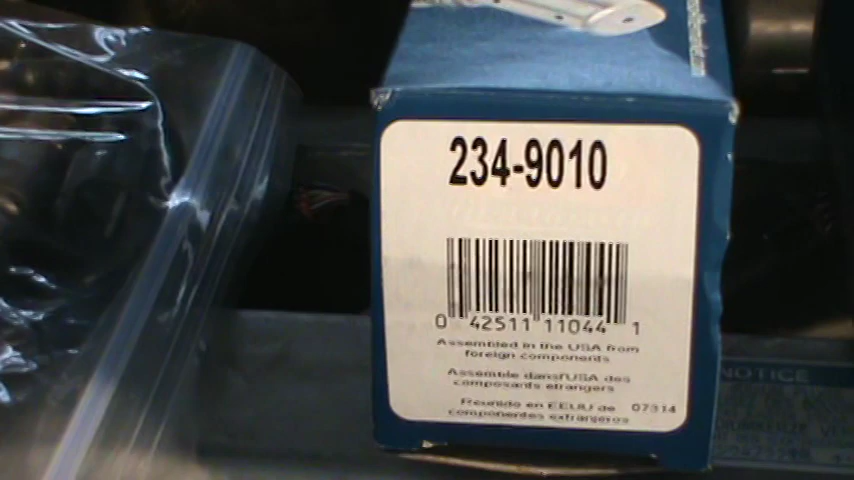 234-9010
0 42511 11044 1
Assembled in the USA from
foreign components
Assemble dans l'USA des
composants etrangers
Reunido en EEUU de 07314
componentes extranjeros
NOTICE